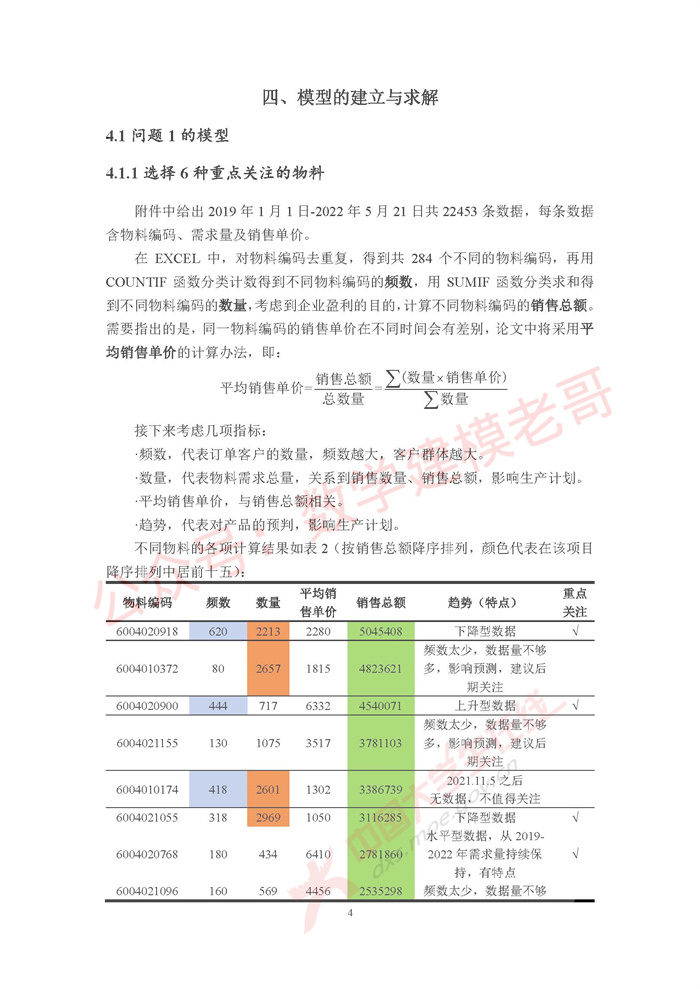 四、模型的建立与求解
4.1 问题 1 的模型
4.1.1 选择 6 种重点关注的物料
附件中给出 2019 年 1 月 1 日-2022 年 5 月 21 日共 22453 条数据，每条数据
含物料编码、需求量及销售单价。
在 EXCEL 中，对物料编码去重复，得到共 284 个不同的物料编码，再用
COUNTIF 函数分类计数得到不同物料编码的频数，用 SUMIF 函数分类求和得
到不同物料编码的数量，考虑到企业盈利的目的，计算不同物料编码的销售总额。
需要指出的是，同一物料编码的销售单价在不同时间会有差别，论文中将采用平
均销售单价的计算办法，即：
平均销售单价=销售总额/总数量=∑(数量×销售单价)/∑数量
接下来考虑几项指标：
·频数，代表订单客户的数量，频数越大，客户群体越大。
·数量，代表物料需求总量，关系到销售数量、销售总额，影响生产计划。
·平均销售单价，与销售总额相关。
·趋势，代表对产品的预判，影响生产计划。
不同物料的各项计算结果如表 2（按销售总额降序排列，颜色代表在该项目
降序排列中居前十五）：
物料编码 频数 数量 平均销售单价 销售总额 趋势（特点） 重点关注
6004020918 620 2213 2280 5045408 下降型数据 √
6004010372 80 2657 1815 4823621 频数太少，数据量不够多，影响预测，建议后期关注
6004020900 444 717 6332 4540071 上升型数据 √
6004021155 130 1075 3517 3781103 频数太少，数据量不够多，影响预测，建议后期关注
6004010174 418 2601 1302 3386739 2021.11.5 之后无数据，不值得关注
6004021055 318 2969 1050 3116285 下降型数据 √
6004020768 180 434 6410 2781860 水平型数据，从 2019-2022 年需求量持续保持，有特点 √
6004021096 160 569 4456 2535298 频数太少，数据量不够
4
公众号：数学建模老哥
中国大学生在线
dxs.moe.gov.cn